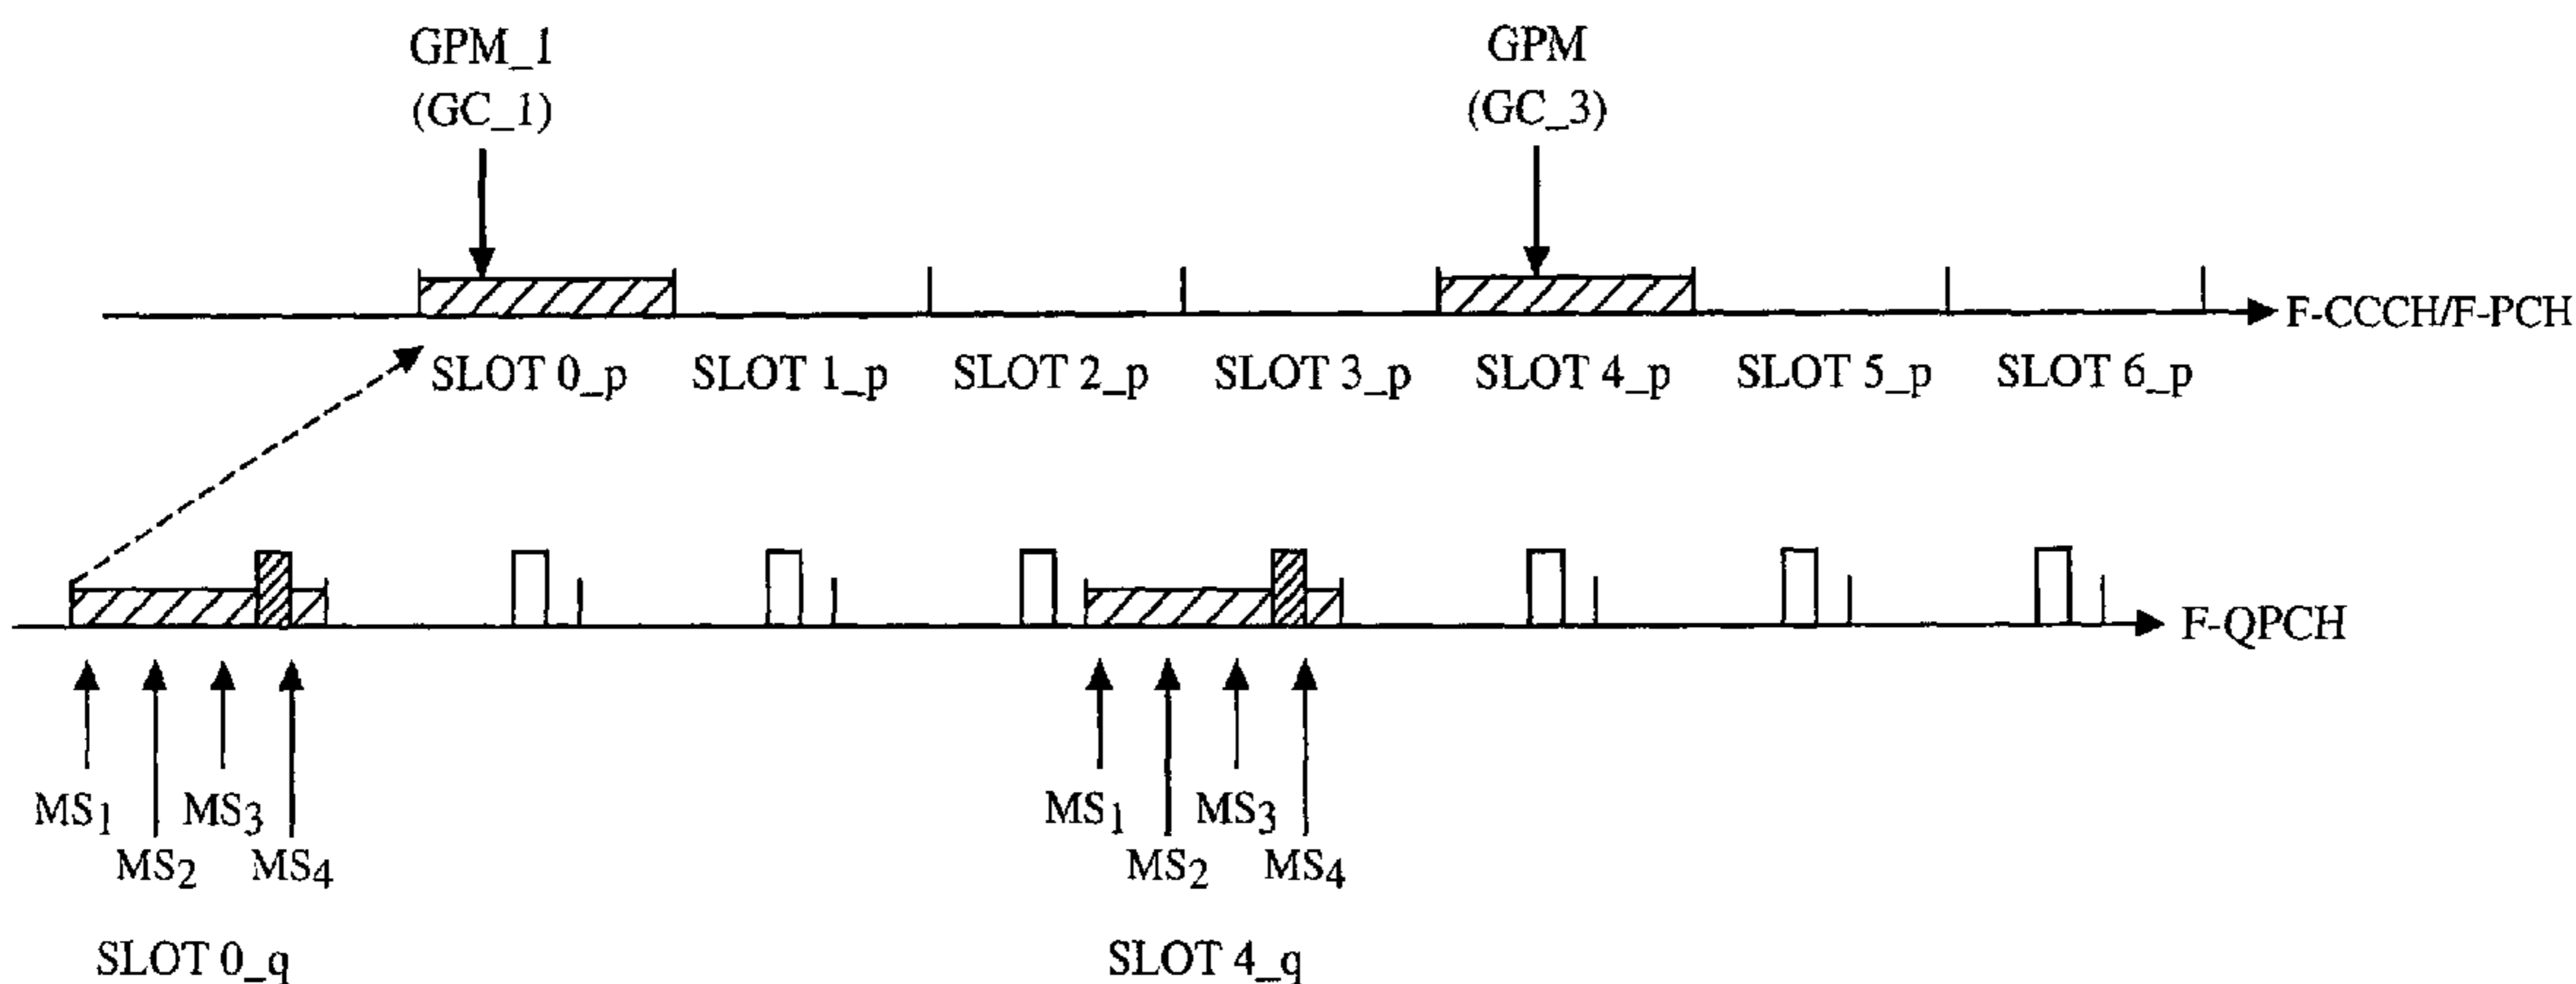 GPM_1
(GC_1)
GPM
(GC_3)
F-CCCH/F-PCH
SLOT 0_p SLOT 1_p SLOT 2_p SLOT 3_p SLOT 4_p SLOT 5_p SLOT 6_p
F-QPCH
MS1 MS3 MS1 MS3
MS2 MS4 MS2 MS4
SLOT 0_q SLOT 4_q